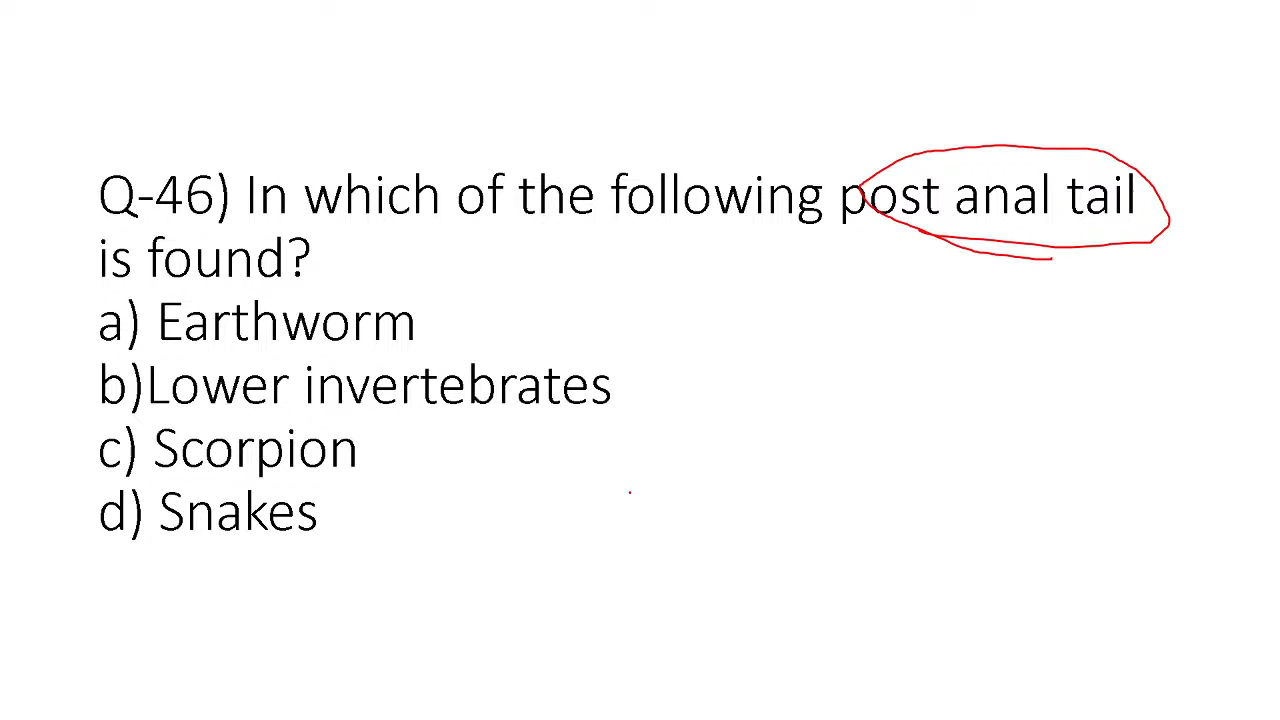 Q-46) In which of the following post anal tail
is found?
a) Earthworm
b)Lower invertebrates
c) Scorpion
d) Snakes